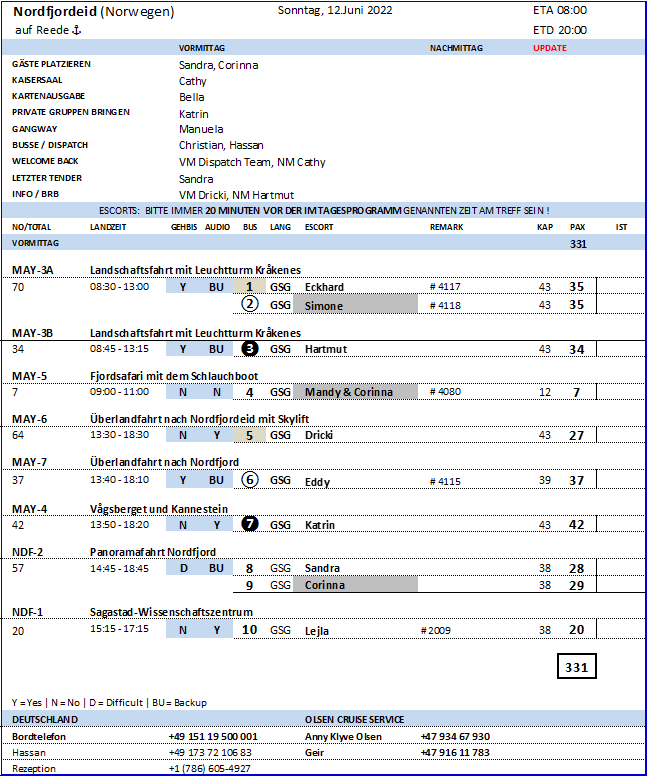 Nordfjordeid (Norwegen) Sonntag, 12.Juni 2022 ETA 08:00
auf Reede ⚓ ETD 20:00
VORMITTAG NACHMITTAG UPDATE
GÄSTE PLATZIEREN Sandra, Corinna
KAISERSAAL Cathy
KARTENAUSGABE Bella
PRIVATE GRUPPEN BRINGEN Katrin
GANGWAY Manuela
BUSSE / DISPATCH Christian, Hassan
WELCOME BACK VM Dispatch Team, NM Cathy
LETZTER TENDER Sandra
INFO / BRB VM Dricki, NM Hartmut
ESCORTS: BITTE IMMER 20 MINUTEN VOR DER IM TAGESPROGRAMM GENANNTEN ZEIT AM TREFF SEIN !
NO/TOTAL LANDZEIT GEHBIS AUDIO BUS LANG ESCORT REMARK KAP PAX IST
VORMITTAG 331
MAY-3A Landschaftsfahrt mit Leuchtturm Kråkenes
70 08:30 - 13:00 Y BU 1 GSG Eckhard # 4117 43 35
② GSG Simone # 4118 43 35
MAY-3B Landschaftsfahrt mit Leuchtturm Kråkenes
34 08:45 - 13:15 Y BU ❸ GSG Hartmut 43 34
MAY-5 Fjordsafari mit dem Schlauchboot
7 09:00 - 11:00 N N 4 GSG Mandy & Corinna # 4080 12 7
MAY-6 Überlandfahrt nach Nordfjordeid mit Skylift
64 13:30 - 18:30 N Y 5 GSG Dricki 43 27
MAY-7 Überlandfahrt nach Nordfjord
37 13:40 - 18:10 Y BU ⑥ GSG Eddy # 4115 39 37
MAY-4 Vågsberget und Kannestein
42 13:50 - 18:20 N Y ❼ GSG Katrin 43 42
NDF-2 Panoramafahrt Nordfjord
57 14:45 - 18:45 D BU 8 GSG Sandra 38 28
9 GSG Corinna 38 29
NDF-1 Sagastad-Wissenschaftszentrum
20 15:15 - 17:15 N Y 10 GSG Lejla # 2009 38 20
331
Y = Yes | N = No | D = Difficult | BU = Backup
DEUTSCHLAND OLSEN CRUISE SERVICE
Bordtelefon +49 151 19 500 001 Anny Klywe Olsen +47 934 67 930
Hassan +49 173 72 106 83 Geir +47 916 11 783
Rezeption +1 (786) 605-4927